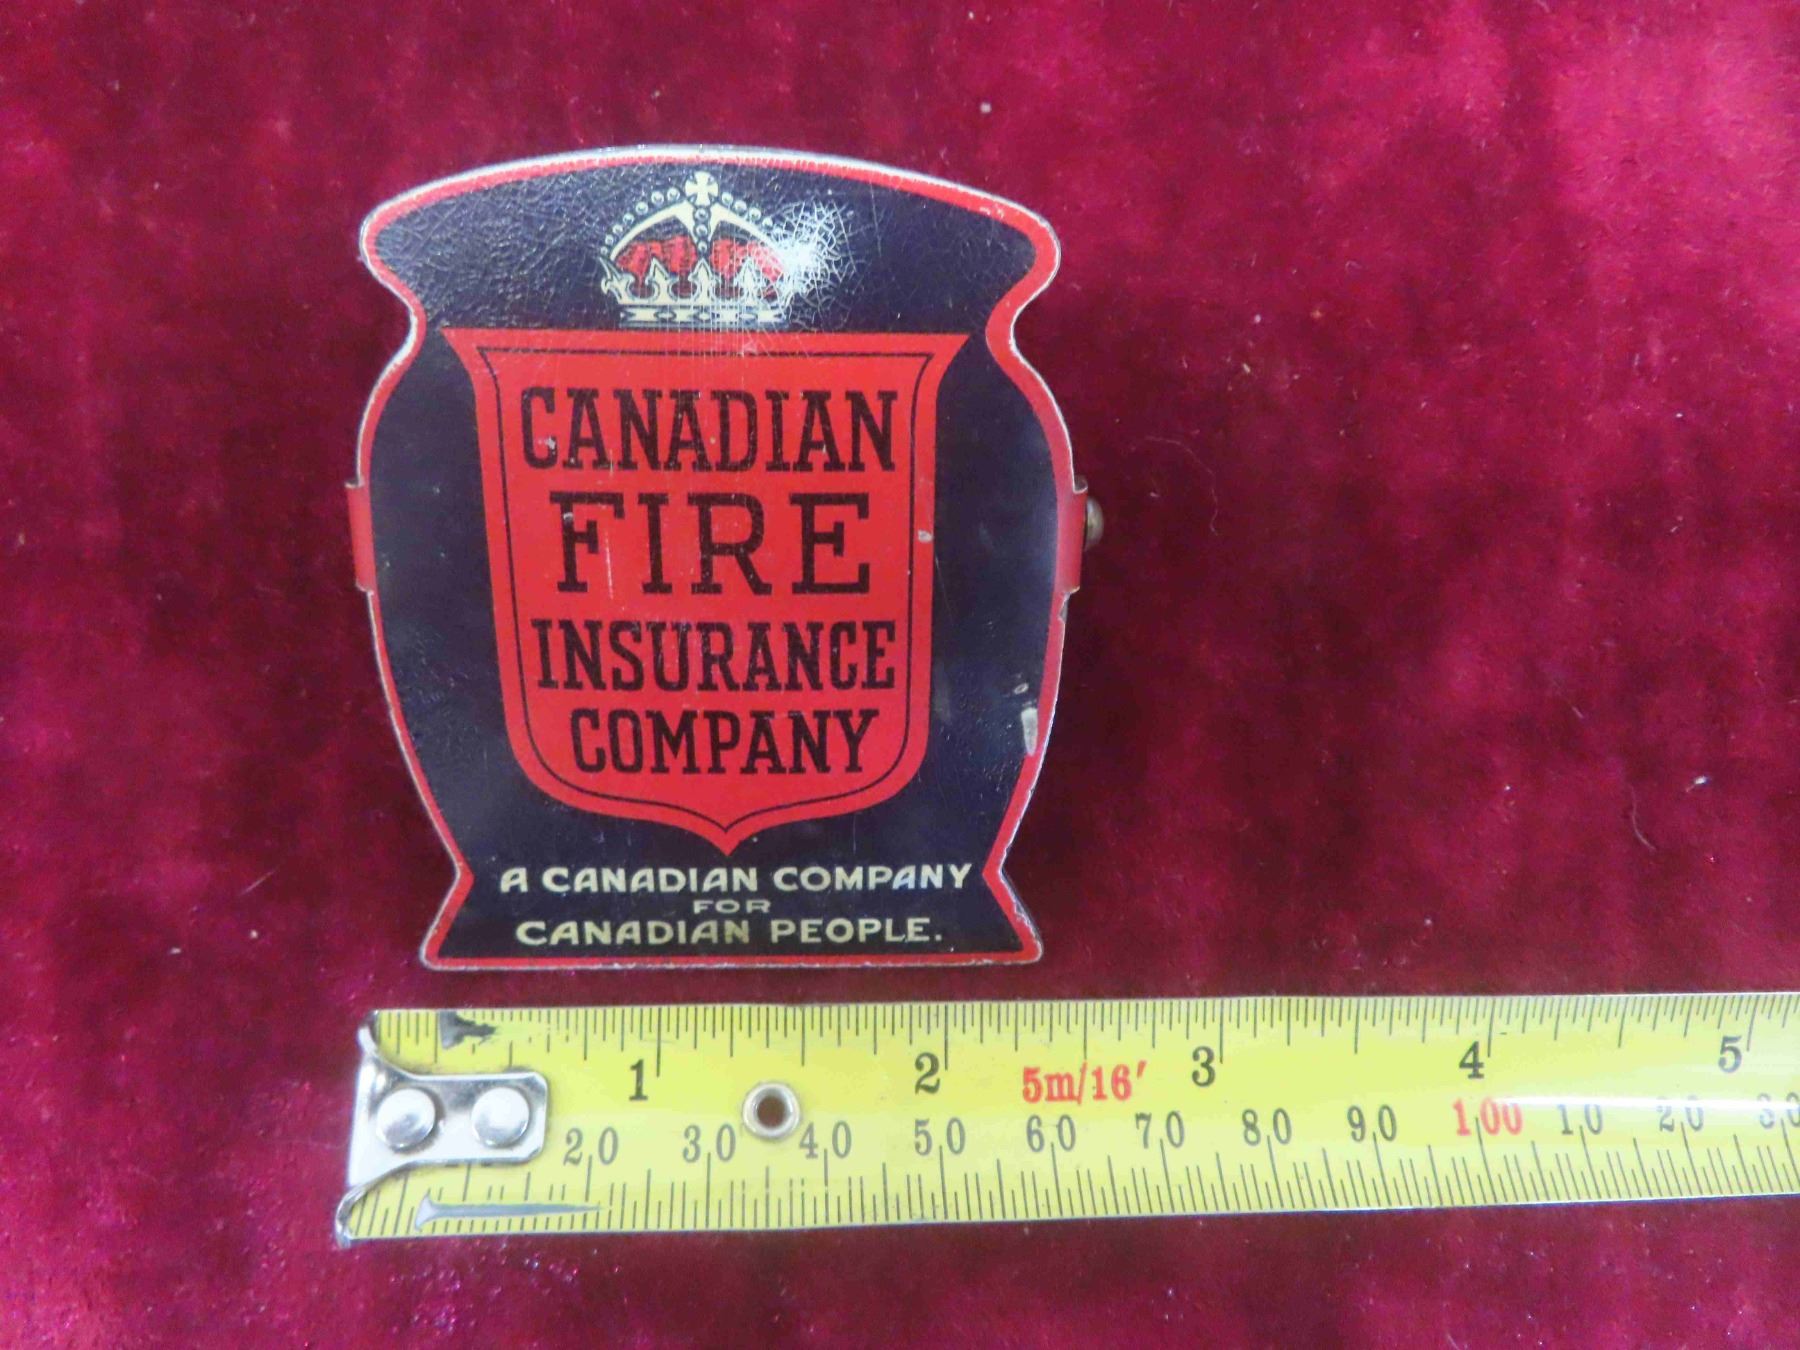 CANADIAN
FIRE
INSURANCE
COMPANY
A CANADIAN COMPANY
FOR
CANADIAN PEOPLE.
1 2 5m/16' 3 4 5
20 30 40 50 60 70 80 90 100 10 20 30